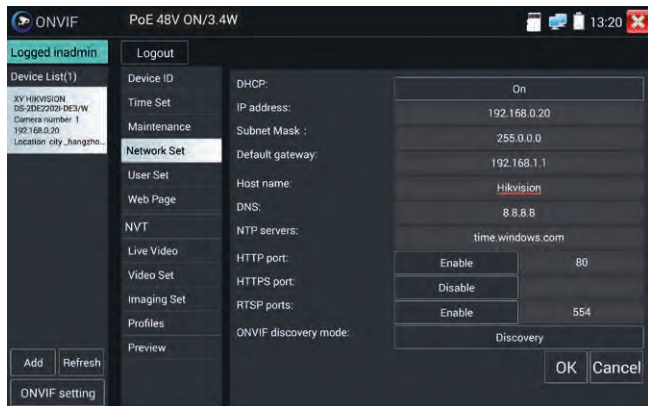 ONVIF
PoE 48V ON/3.4W
13:20
Logged inadmin
Logout
Device List(1)
XY HIKVISION
DS-2DE2202I-DE3/W
Camera number 1
192.168.0.20
Location city_hangzho...
Device ID
Time Set
Maintenance
Network Set
User Set
Web Page
NVT
Live Video
Video Set
Imaging Set
Profiles
Preview
DHCP: On
IP address: 192.168.0.20
Subnet Mask : 255.0.0.0
Default gateway: 192.168.1.1
Host name: Hikvision
DNS: 8.8.8.8
NTP servers: time.windows.com
HTTP port: Enable 80
HTTPS port: Disable
RTSP ports: Enable 554
ONVIF discovery mode: Discovery
Add Refresh
OK Cancel
ONVIF setting